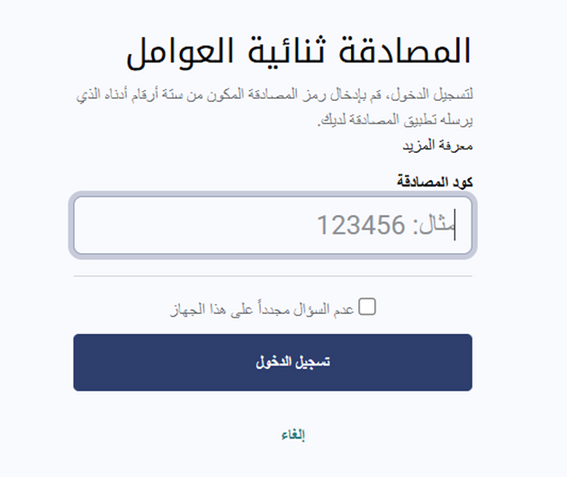 المصادقة ثنائية العوامل
لتسجيل الدخول، قم بإدخال رمز المصادقة المكون من ستة أرقام أدناه الذي
يرسله تطبيق المصادقة لديك.
معرفة المزيد
كود المصادقة
مثال: 123456
عدم السؤال مجدداً على هذا الجهاز
تسجيل الدخول
إلغاء